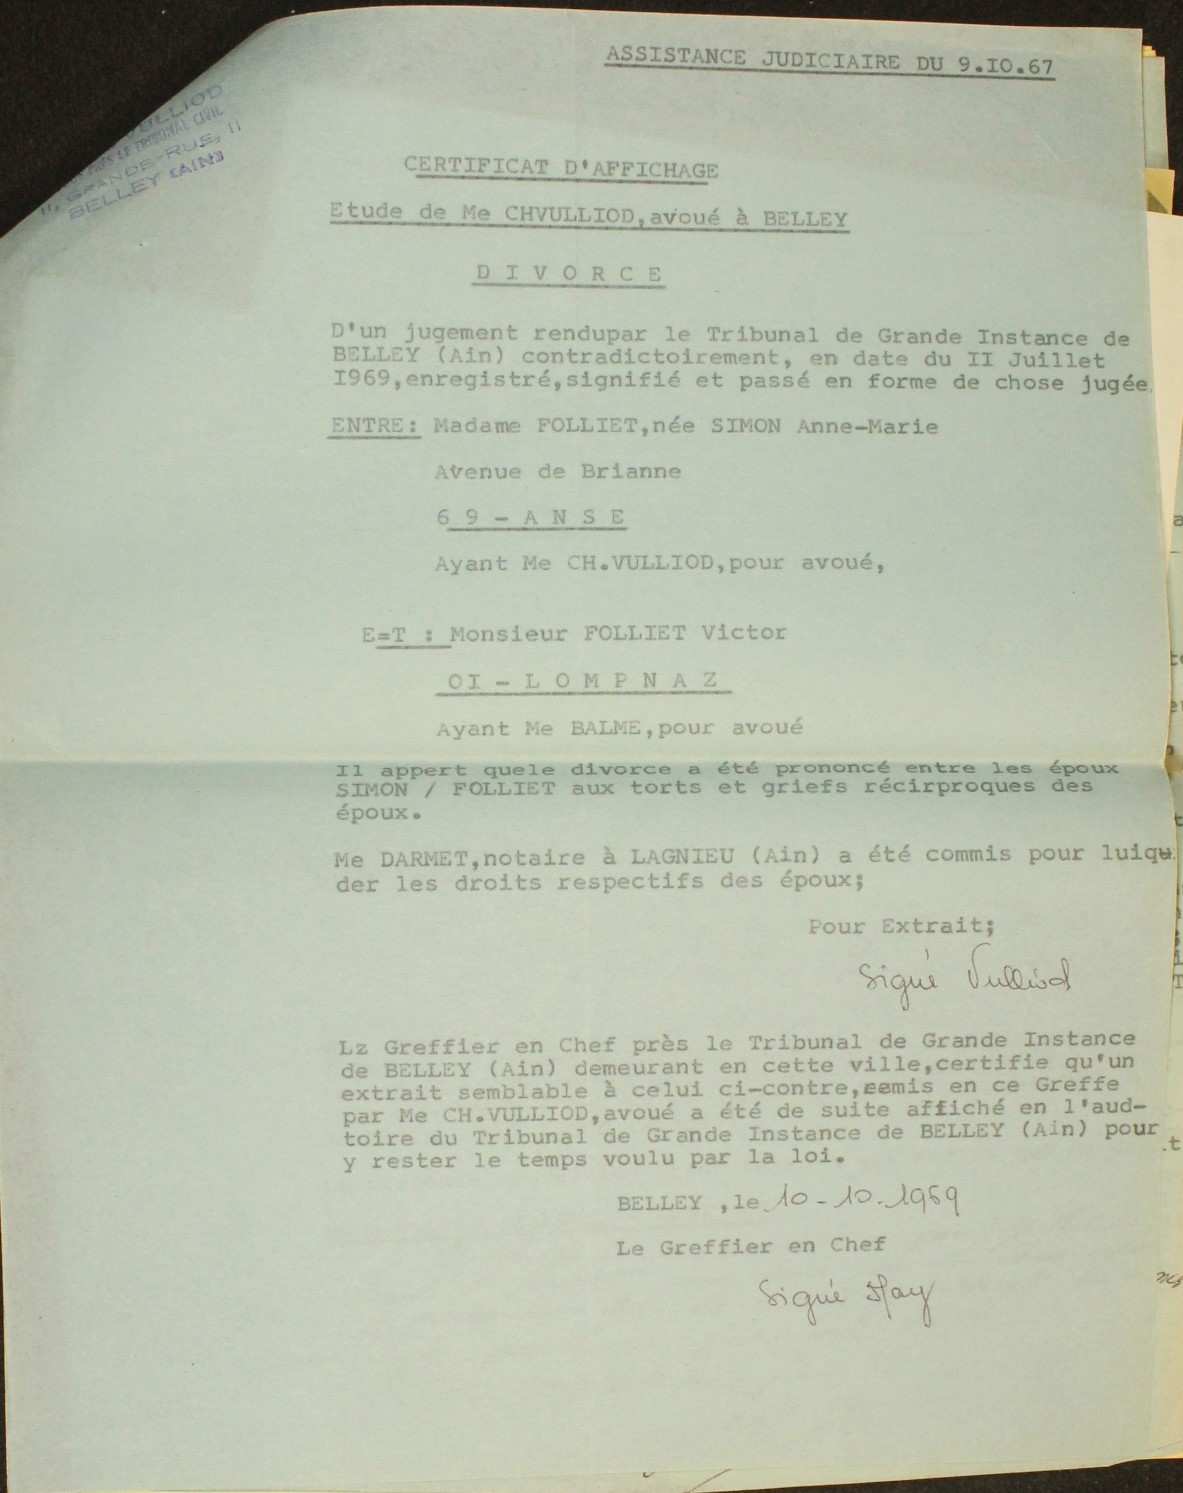 ASSISTANCE JUDICIAIRE DU 9.IO.67
VULLIOD
TRIBUNAL CIVIL
11, GRANDE-RUE, 11
BELLEY (AIN)
CERTIFICAT D'AFFICHAGE
Etude de Me CHVULLIOD,avoué à BELLEY
D I V O R C E
D'un jugement rendupar le Tribunal de Grande Instance de
BELLEY (Ain) contradictoirement, en date du II Juillet
I969,enregistré,signifié et passé en forme de chose jugée.
ENTRE: Madame FOLLIET,née SIMON Anne-Marie
Avenue de Brianne
6 9 - A N S E
Ayant Me CH.VULLIOD,pour avoué,
E=T : Monsieur FOLLIET Victor
OI - L O M P N A Z
Ayant Me BALME,pour avoué
Il appert quele divorce a été prononcé entre les époux
SIMON / FOLLIET aux torts et griefs récirproques des
époux.
Me DARMET,notaire à LAGNIEU (Ain) a été commis pour luiqu
der les droits respectifs des époux;
Pour Extrait;
Signé Vulliod
Lz Greffier en Chef près le Tribunal de Grande Instance
de BELLEY (Ain) demeurant en cette ville,certifie qu'un
extrait semblable à celui ci-contre,remis en ce Greffe
par Me CH.VULLIOD,avoué a été de suite affiché en l'aud-
toire du Tribunal de Grande Instance de BELLEY (Ain) pour
y rester le temps voulu par la loi.
BELLEY ,le 10-10-1969
Le Greffier en Chef
Signé